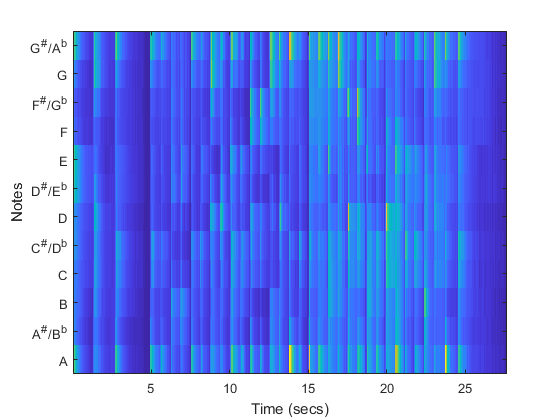 G#/Ab
G
F#/Gb
F
E
D#/Eb
D
C#/Db
C
B
A#/Bb
A
Notes
5 10 15 20 25
Time (secs)